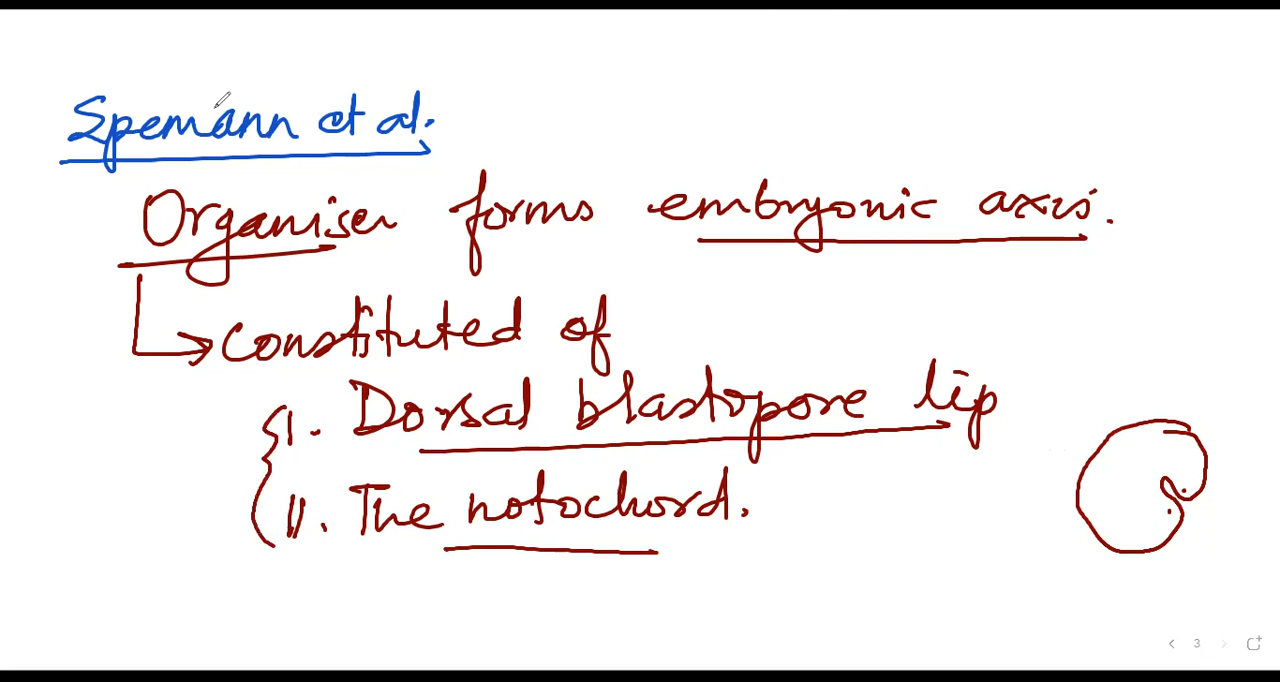 Spemann et al.
Organiser forms embryonic axis.
constituted of
I. Dorsal blastopore lip
II. The notochord.
3